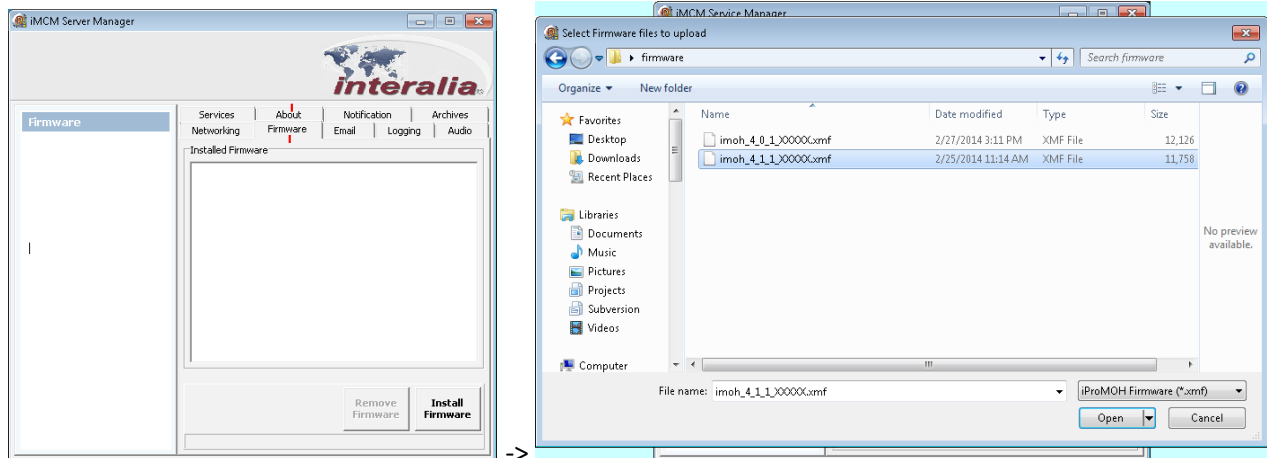 iMCM Server Manager
interalia
Firmware
Services About Notification Archives
Networking Firmware Email Logging Audio
Installed Firmware
Remove Firmware
Install Firmware
->
iMCM Service Manager
Select Firmware files to upload
firmware
Search firmware
Organize New folder
Favorites
Desktop
Downloads
Recent Places
Libraries
Documents
Music
Pictures
Projects
Subversion
Videos
Computer
Name Date modified Type Size
imoh_4_0_1_XXXXX.xmf 2/27/2014 3:11 PM XMF File 12,126
imoh_4_1_1_XXXXX.xmf 2/25/2014 11:14 AM XMF File 11,758
No preview
available.
File name: imoh_4_1_1_XXXXX.xmf iProMOH Firmware (*.xmf)
Open Cancel